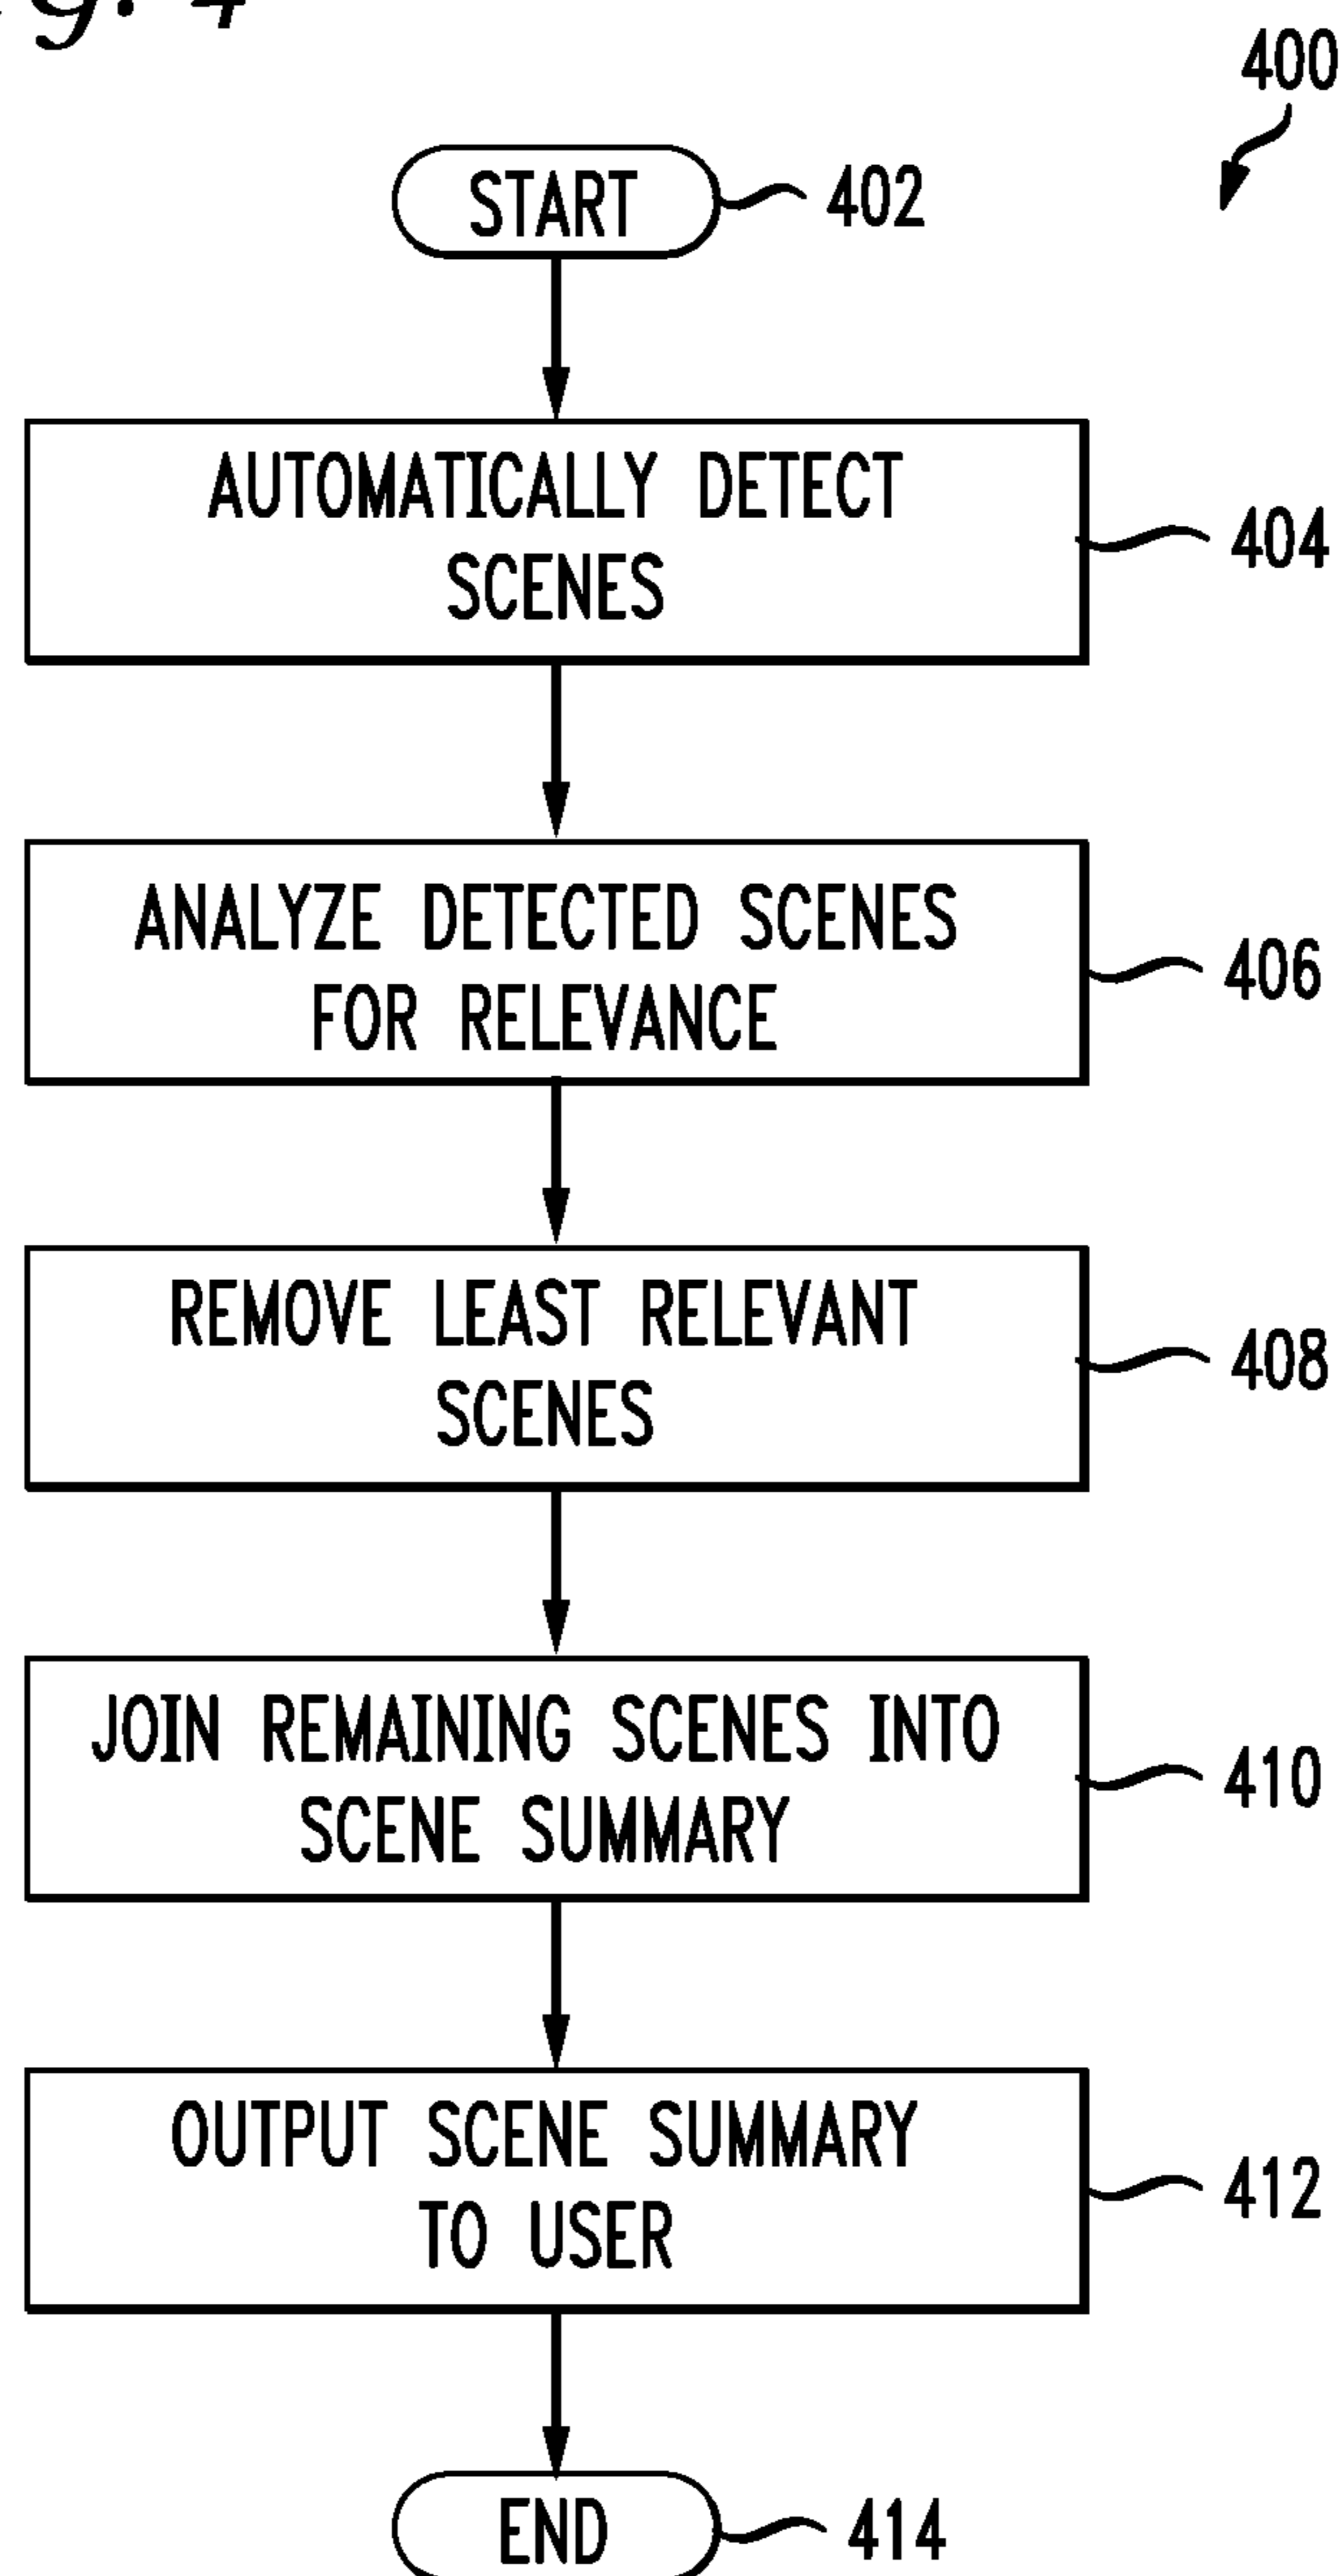 400
START
402
AUTOMATICALLY DETECT
SCENES
404
ANALYZE DETECTED SCENES
FOR RELEVANCE
406
REMOVE LEAST RELEVANT
SCENES
408
JOIN REMAINING SCENES INTO
SCENE SUMMARY
410
OUTPUT SCENE SUMMARY
TO USER
412
END
414